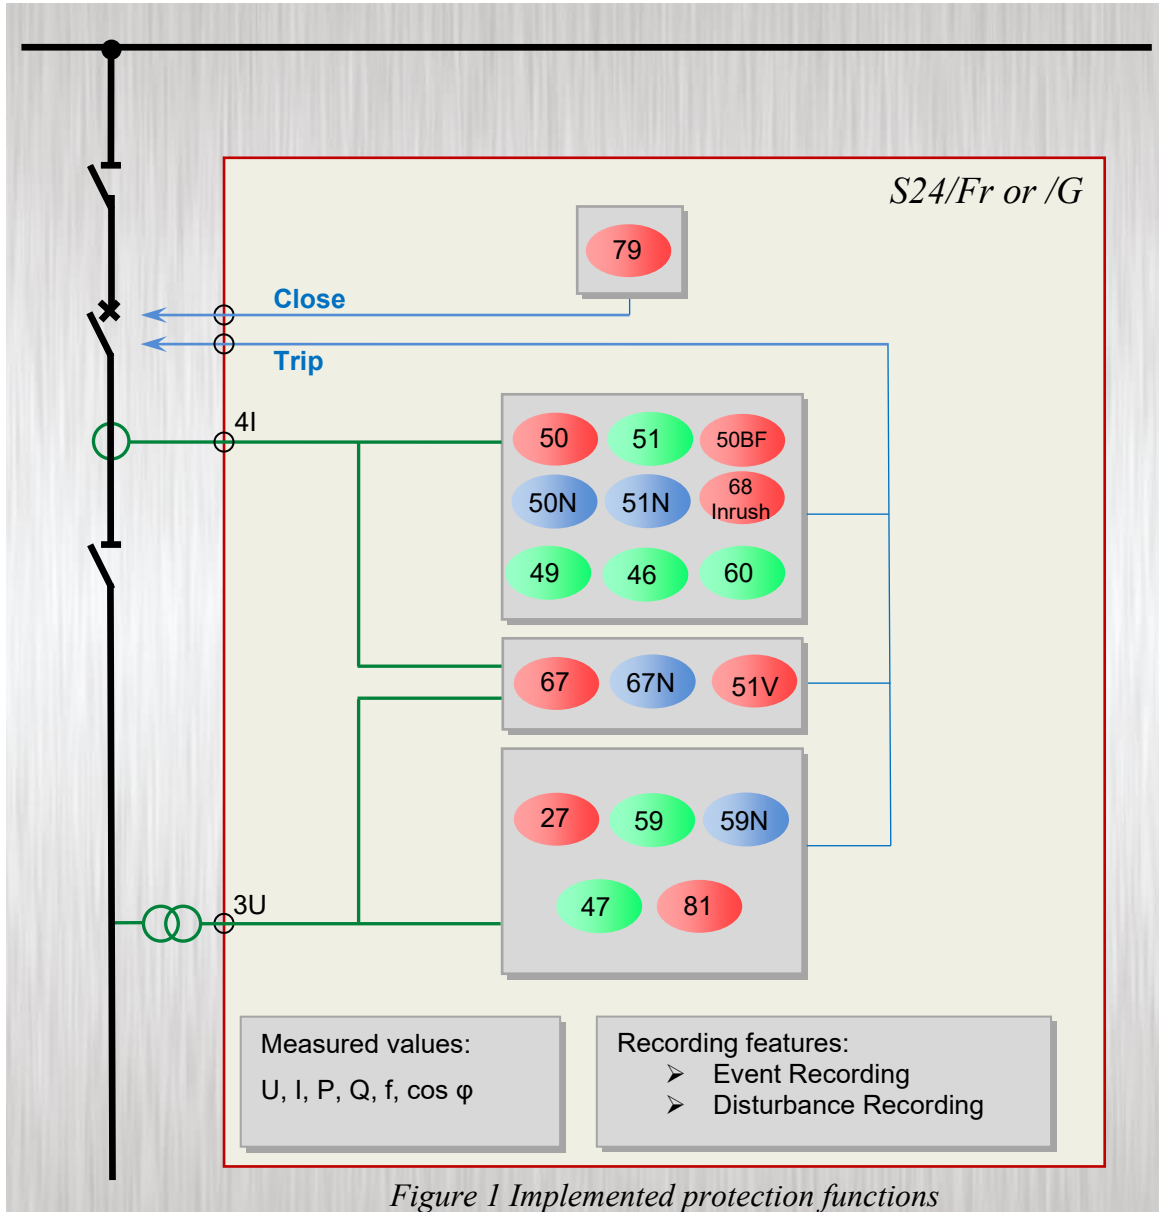 S24/Fr or /G
79
Close
Trip
4I
50 51 50BF
50N 51N 68
Inrush
49 46 60
67 67N 51V
27 59 59N
47 81
3U
Measured values:
U, I, P, Q, f, cos φ
Recording features:
➢ Event Recording
➢ Disturbance Recording
Figure 1 Implemented protection functions